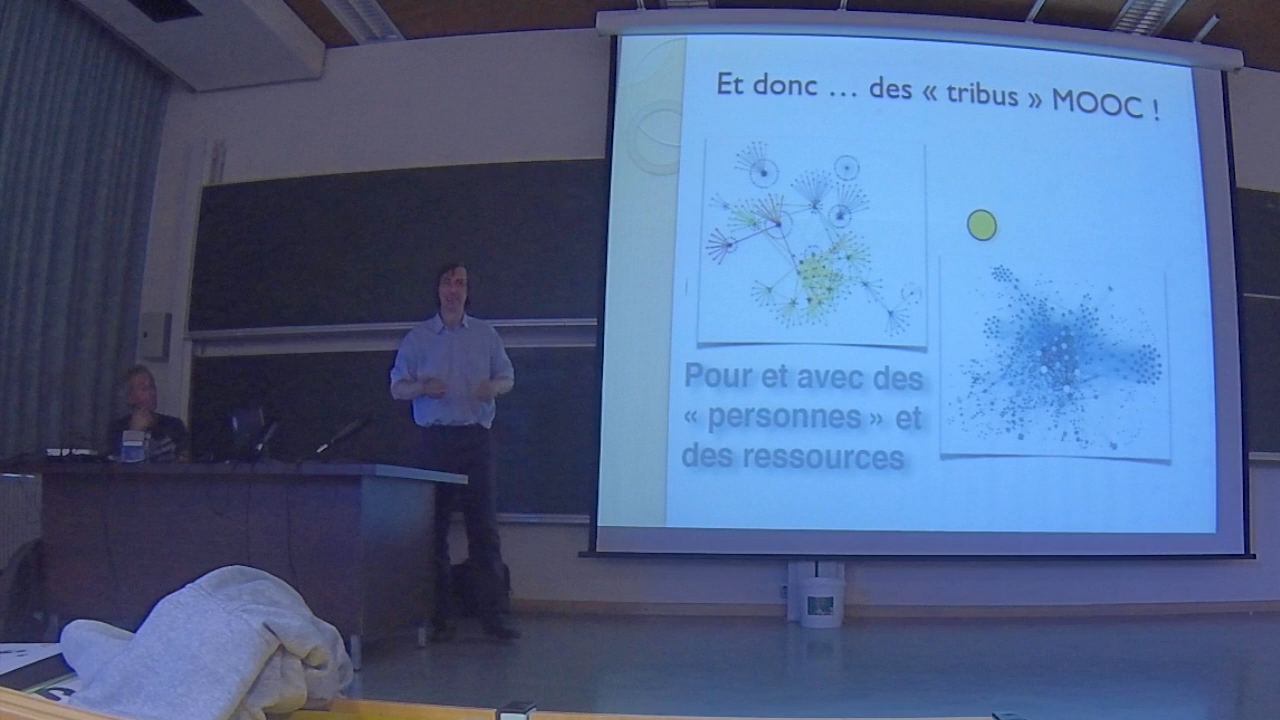 Et donc ... des « tribus » MOOC !
Pour et avec des
« personnes » et
des ressources